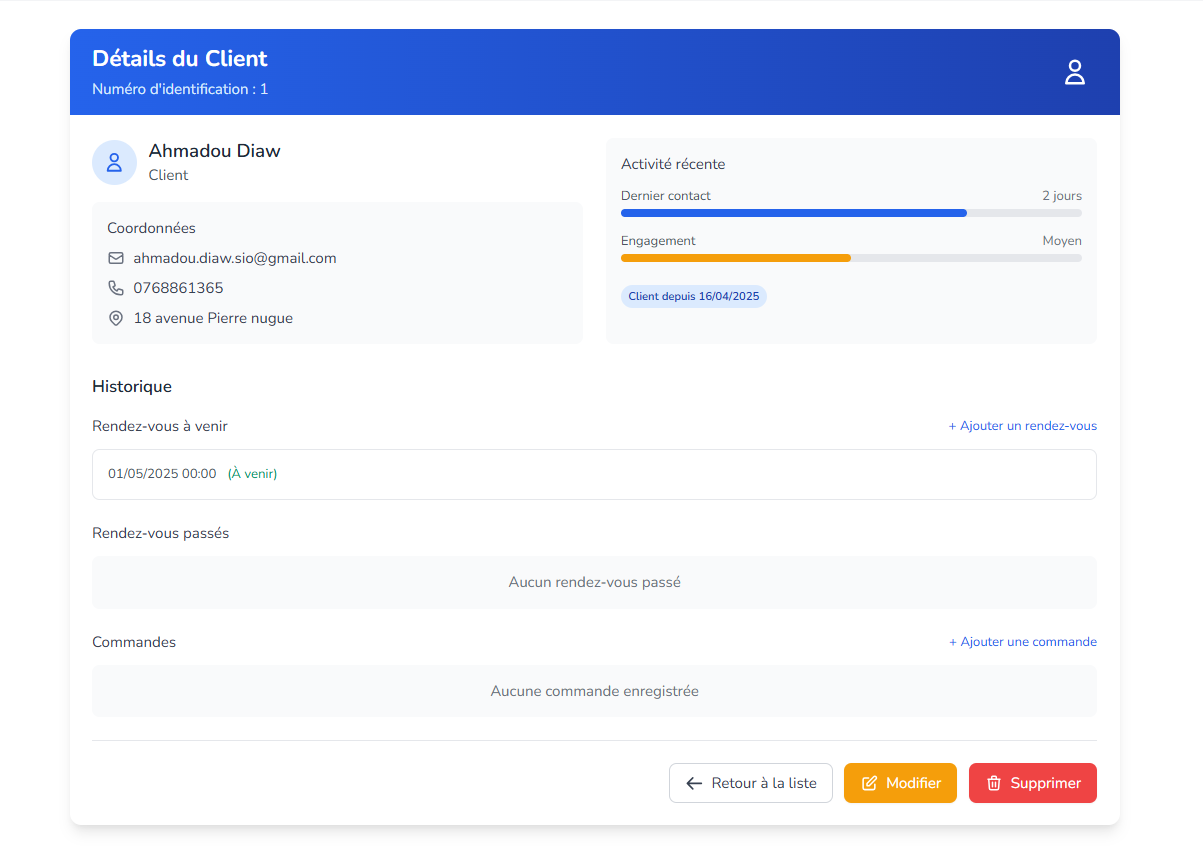 Détails du Client
Numéro d'identification : 1
Ahmadou Diaw
Client
Coordonnées
ahmadou.diaw.sio@gmail.com
0768861365
18 avenue Pierre nugue
Activité récente
Dernier contact 2 jours
Engagement Moyen
Client depuis 16/04/2025
Historique
Rendez-vous à venir + Ajouter un rendez-vous
01/05/2025 00:00 (À venir)
Rendez-vous passés
Aucun rendez-vous passé
Commandes + Ajouter une commande
Aucune commande enregistrée
Retour à la liste Modifier Supprimer